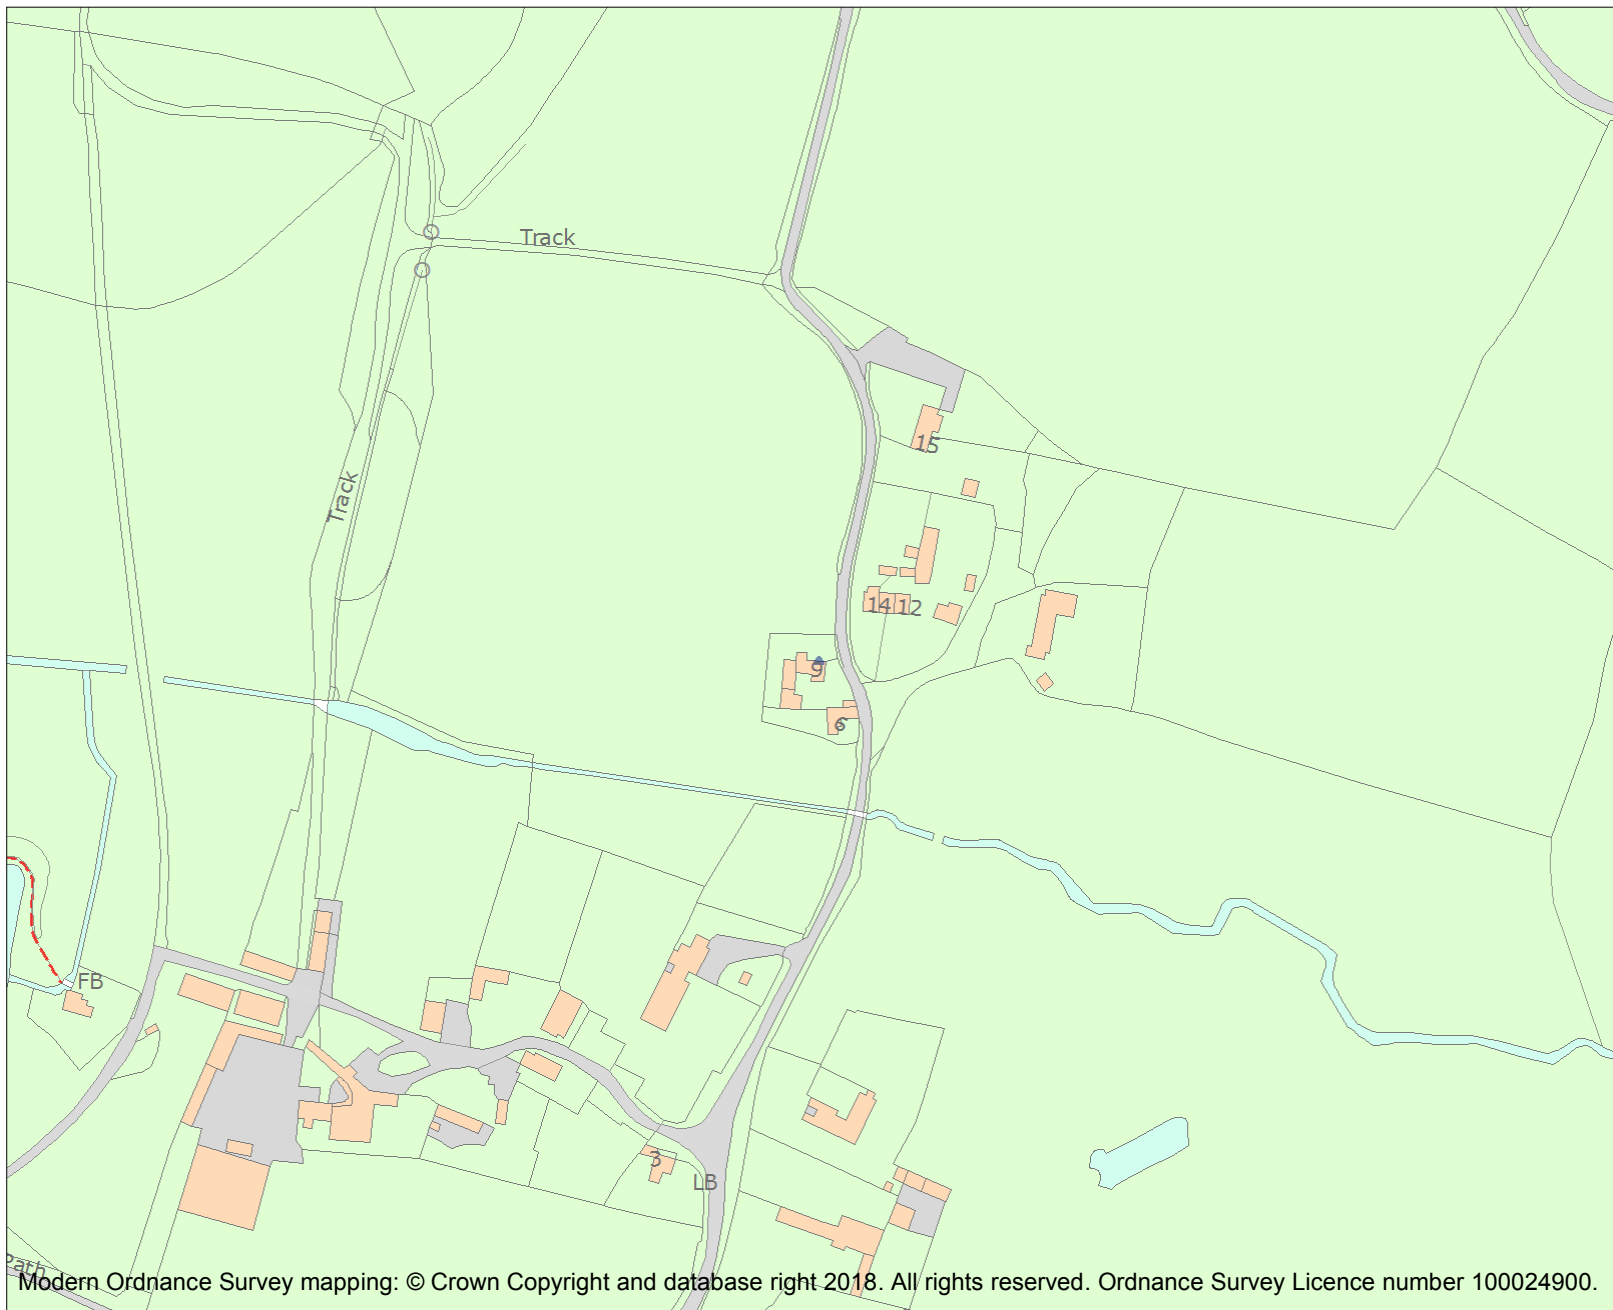 Track
15
Track
14 12
9
6
FB
3
LB
Path
Modern Ordnance Survey mapping: © Crown Copyright and database right 2018. All rights reserved. Ordnance Survey Licence number 100024900.